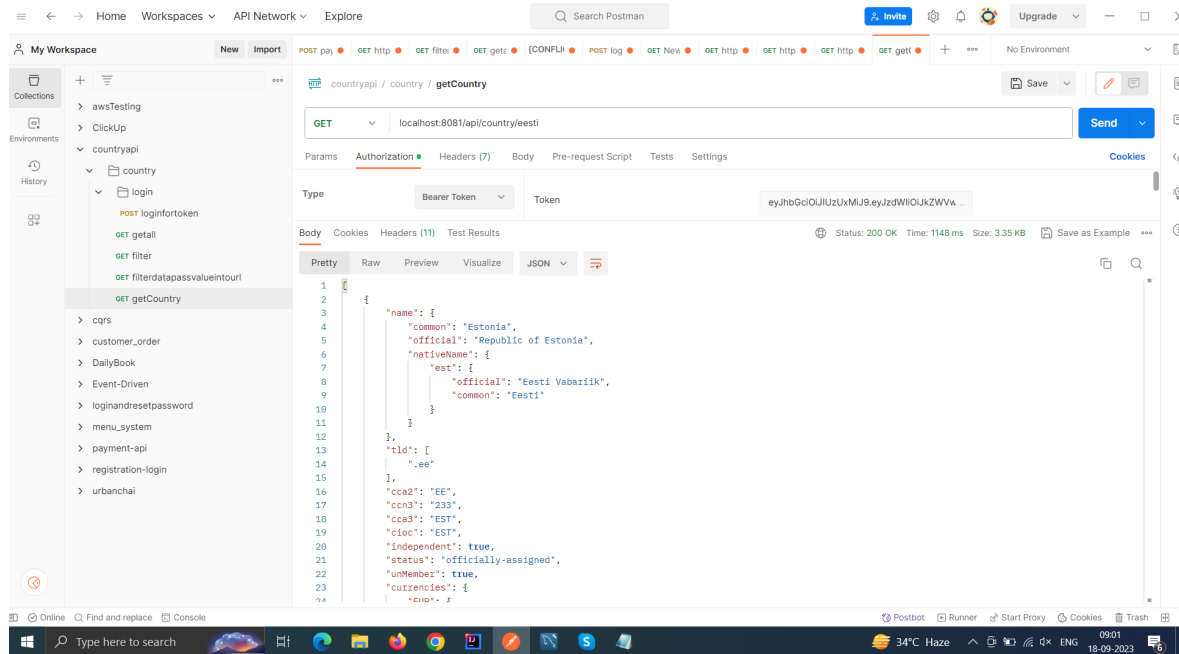 Home Workspaces API Network Explore Search Postman Invite Upgrade
My Workspace New Import POST pay GET http GET filter GET geta [CONFLI POST log GET New GET http GET http GET http GET get( No Environment
Collections
Environments
History
awsTesting
ClickUp
countryapi
country
login
POST loginfortoken
GET getall
GET filter
GET filterdatapassvalueintourl
GET getCountry
cqrs
customer_order
DailyBook
Event-Driven
loginandresetpassword
menu_system
payment-api
registration-login
urbanchai
HTTP countryapi / country / getCountry Save
GET localhost:8081/api/country/eesti Send
Params Authorization Headers (7) Body Pre-request Script Tests Settings Cookies
Type Bearer Token Token eyJhbGciOiJIUzUxMiJ9.eyJzdWIiOiJkZWVw...
Body Cookies Headers (11) Test Results Status: 200 OK Time: 1148 ms Size: 3.35 KB Save as Example
Pretty Raw Preview Visualize JSON
1 [
2 {
3 "name": {
4 "common": "Estonia",
5 "official": "Republic of Estonia",
6 "nativeName": {
7 "est": {
8 "official": "Eesti Vabariik",
9 "common": "Eesti"
10 }
11 }
12 },
13 "tld": [
14 ".ee"
15 ],
16 "cca2": "EE",
17 "ccn3": "233",
18 "cca3": "EST",
19 "cioc": "EST",
20 "independent": true,
21 "status": "officially-assigned",
22 "unMember": true,
23 "currencies": {
24 "EUR": {
Online Find and replace Console Postbot Runner Start Proxy Cookies Trash
Type here to search 34°C Haze ENG 09:01
18-09-2023 6